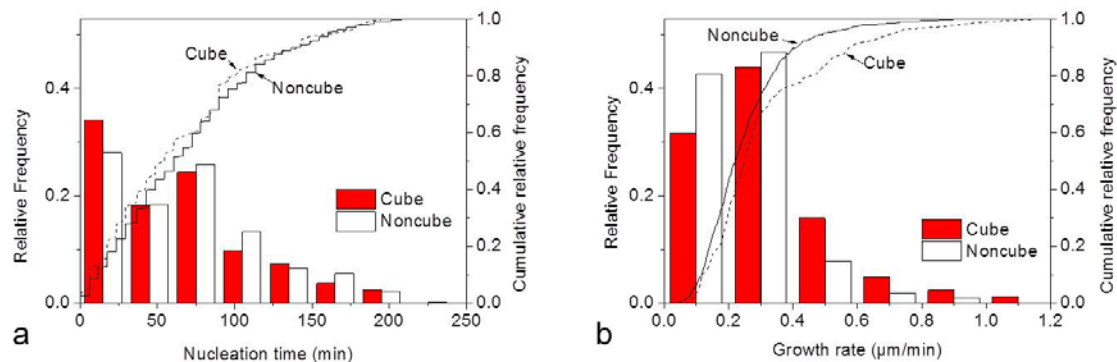 1.0
0.8
0.6
0.4
0.2
0.0
0.4
0.2
0.0
Relative Frequency
Cumulative relative frequency
Cube
Noncube
Cube
Noncube
0 50 100 150 200 250
Nucleation time (min)
a
1.0
0.8
0.6
0.4
0.2
0.0
0.4
0.2
0.0
Relative Frequency
Cumulative relative frequency
Noncube
Cube
Cube
Noncube
0.0 0.2 0.4 0.6 0.8 1.0 1.2
Growth rate (μm/min)
b